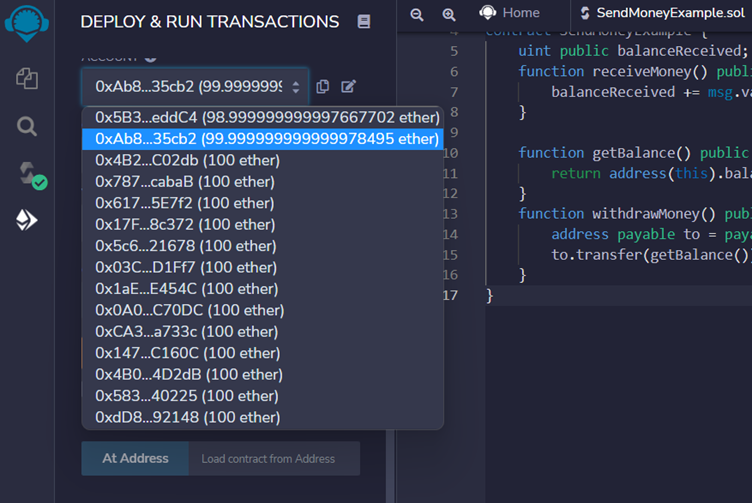 DEPLOY & RUN TRANSACTIONS
0xAb8...35cb2 (99.9999999
0x5B3...eddC4 (98.999999999997667702 ether)
0xAb8...35cb2 (99.999999999999978495 ether)
0x4B2...C02db (100 ether)
0x787...cabaB (100 ether)
0x617...5E7f2 (100 ether)
0x17F...8c372 (100 ether)
0x5c6...21678 (100 ether)
0x03C...D1Ff7 (100 ether)
0x1aE...E454C (100 ether)
0x0A0...C70DC (100 ether)
0xCA3...a733c (100 ether)
0x147...C160C (100 ether)
0x4B0...4D2dB (100 ether)
0x583...40225 (100 ether)
0xdD8...92148 (100 ether)
At Address Load contract from Address
Home SendMoneyExample.sol
contract SendMoneyExample {
5 uint public balanceReceived;
6 function receiveMoney() publ
7 balanceReceived += msg.va
8 }
9
10 function getBalance() public
11 return address(this).bala
12 }
13 function withdrawMoney() publ
14 address payable to = paya
15 to.transfer(getBalance()
16 }
17 }